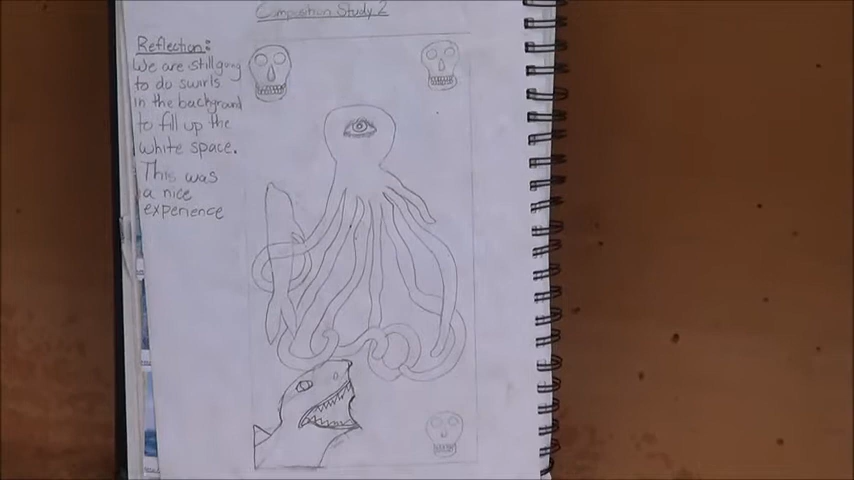 Composition Study 2
Reflection:
We are still going
to do swirls
in the background
to fill up the
white space.
This was
a nice
experience